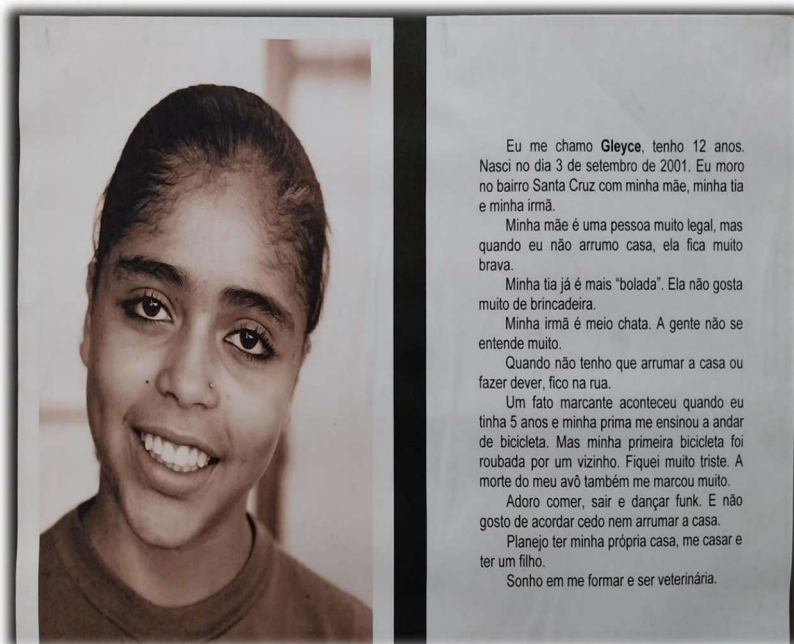 Eu me chamo Gleyce, tenho 12 anos.
Nasci no dia 3 de setembro de 2001. Eu moro
no bairro Santa Cruz com minha mãe, minha tia
e minha irmã.
Minha mãe é uma pessoa muito legal, mas
quando eu não arrumo casa, ela fica muito
brava.
Minha tia já é mais “bolada”. Ela não gosta
muito de brincadeira.
Minha irmã é meio chata. A gente não se
entende muito.
Quando não tenho que arrumar a casa ou
fazer dever, fico na rua.
Um fato marcante aconteceu quando eu
tinha 5 anos e minha prima me ensinou a andar
de bicicleta. Mas minha primeira bicicleta foi
roubada por um vizinho. Fiquei muito triste. A
morte do meu avô também me marcou muito.
Adoro comer, sair e dançar funk. E não
gosto de acordar cedo nem arrumar a casa.
Planejo ter minha própria casa, me casar e
ter um filho.
Sonho em me formar e ser veterinária.